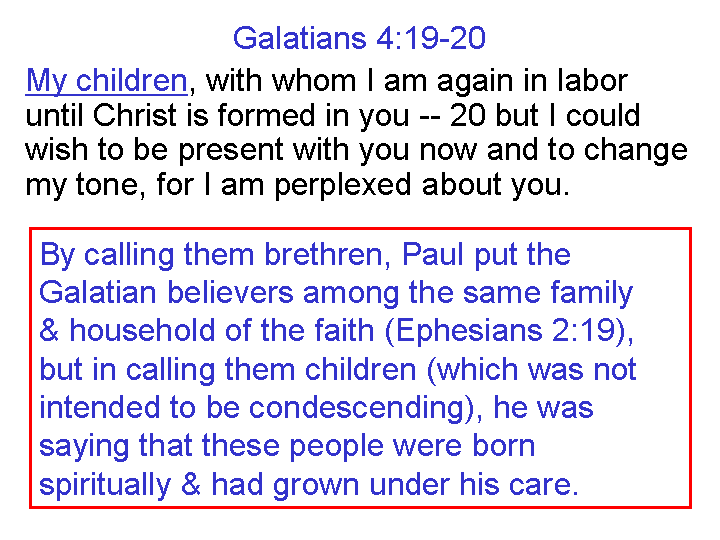 Galatians 4:19-20
My children, with whom I am again in labor
until Christ is formed in you -- 20 but I could
wish to be present with you now and to change
my tone, for I am perplexed about you.
By calling them brethren, Paul put the
Galatian believers among the same family
& household of the faith (Ephesians 2:19),
but in calling them children (which was not
intended to be condescending), he was
saying that these people were born
spiritually & had grown under his care.